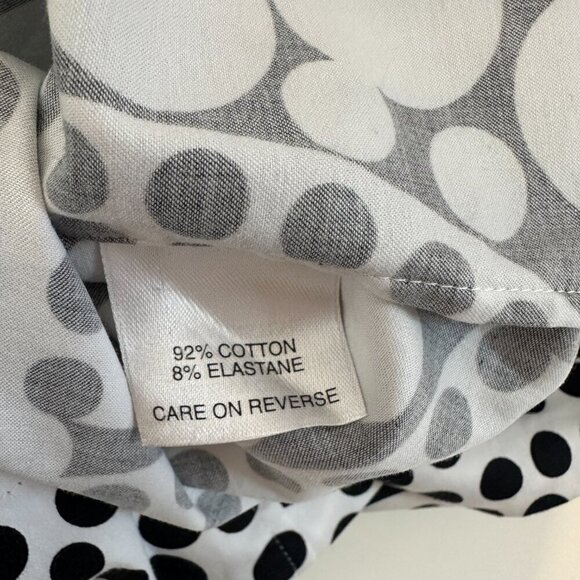 92% COTTON
8% ELASTANE
CARE ON REVERSE